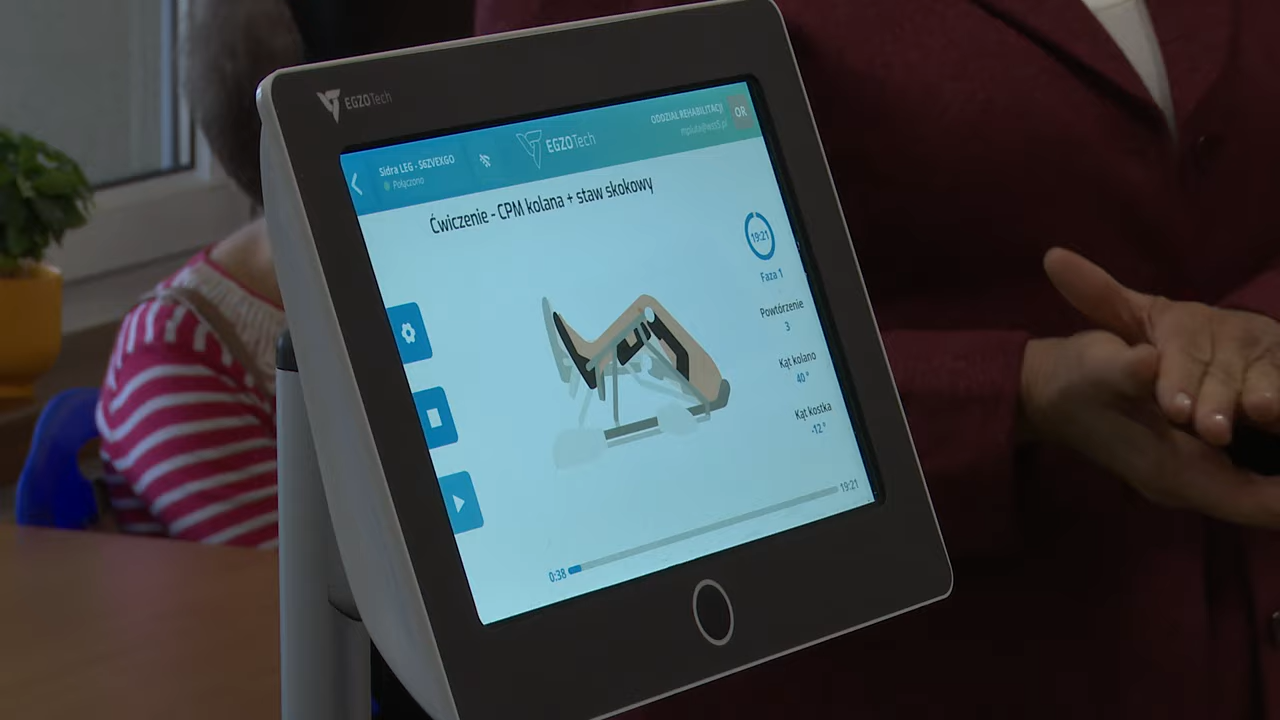 EGZOTech
Sidra LEG - S6ZVEXGO
Połączono
EGZOTech
ODDZIAŁ REHABILITACJI
OR
Ćwiczenie - CPM kolana + staw skokowy
19:21
Faza 1
Powtórzenie
3
Kąt kolano
40°
Kąt kostka
-12°
0:38
19:21